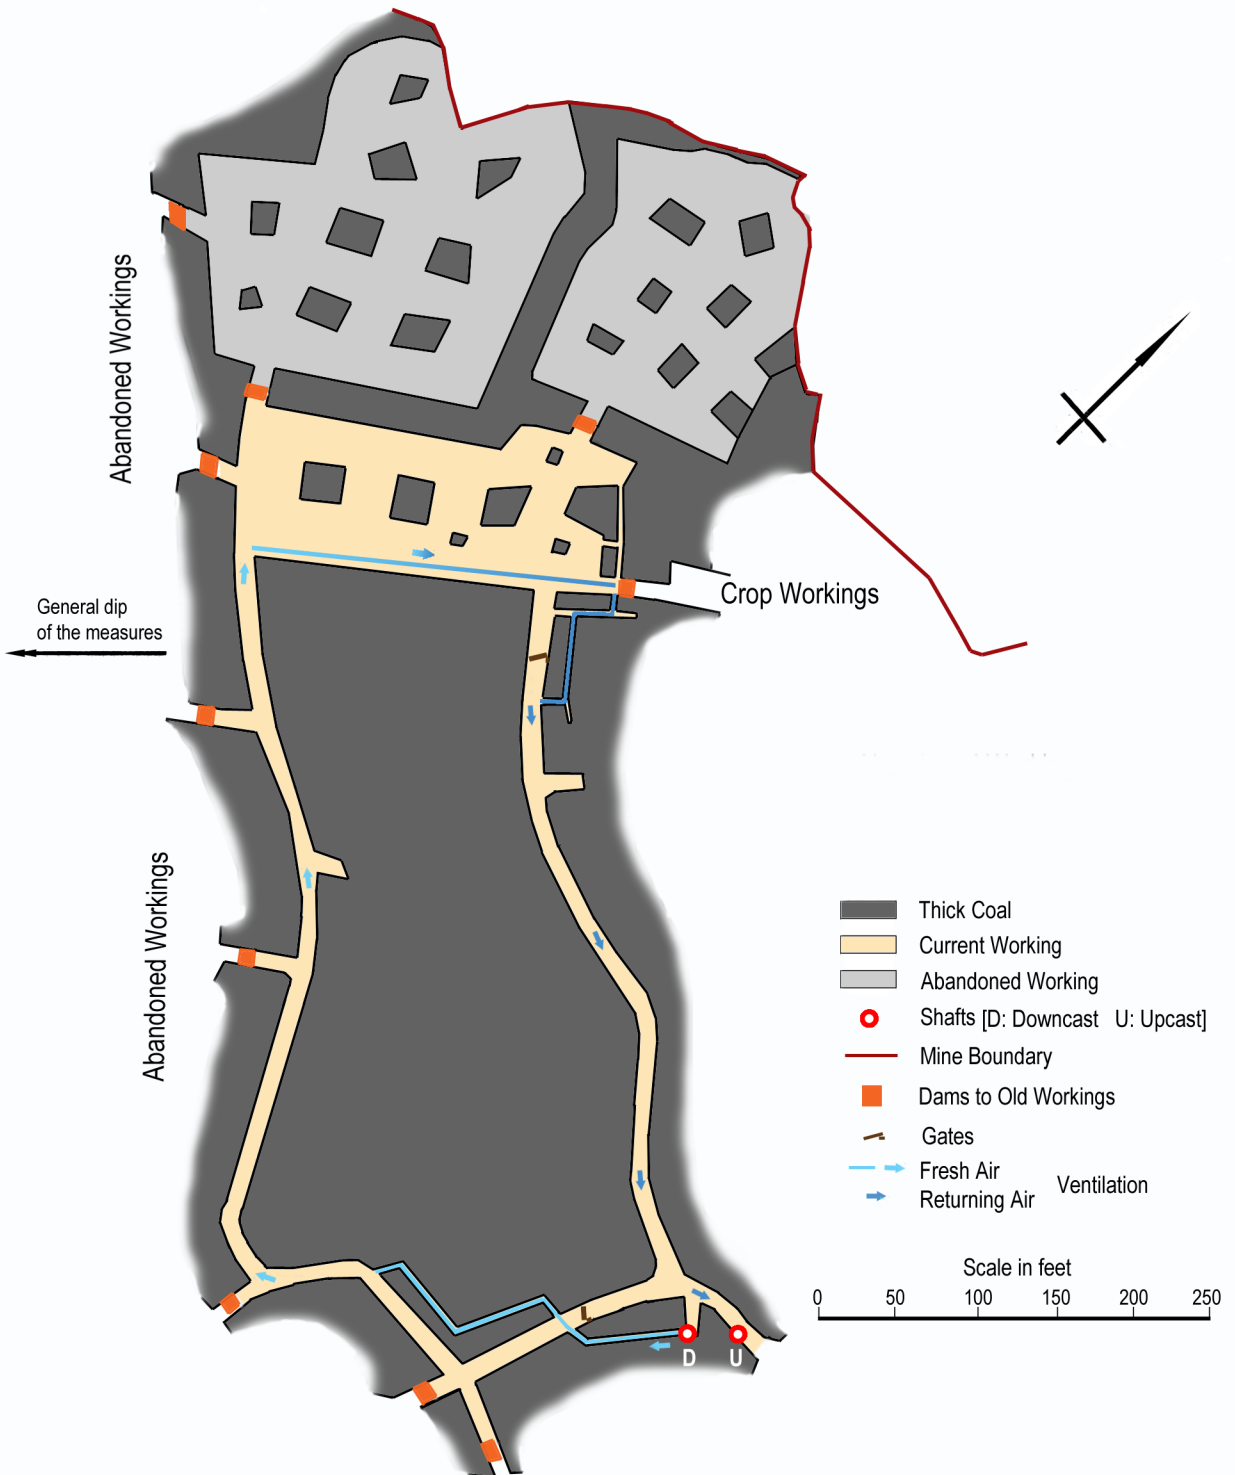 Abandoned Workings
Crop Workings
General dip
of the measures
Abandoned Workings
Thick Coal
Current Working
Abandoned Working
Shafts [D: Downcast U: Upcast]
Mine Boundary
Dams to Old Workings
Gates
Fresh Air
Returning Air
Ventilation
Scale in feet
0 50 100 150 200 250
D U